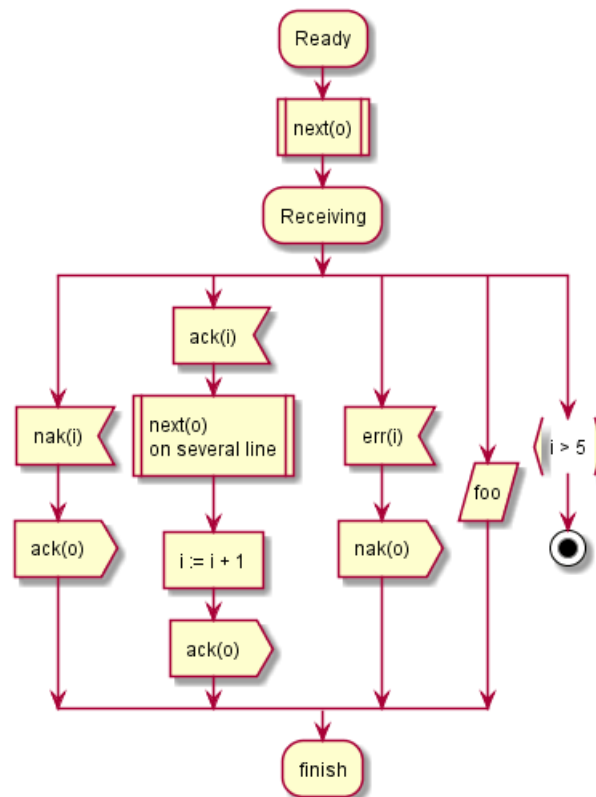 Ready
next(o)
Receiving
nak(i)
ack(o)
ack(i)
next(o)
on several line
i := i + 1
ack(o)
err(i)
nak(o)
foo
i > 5
finish